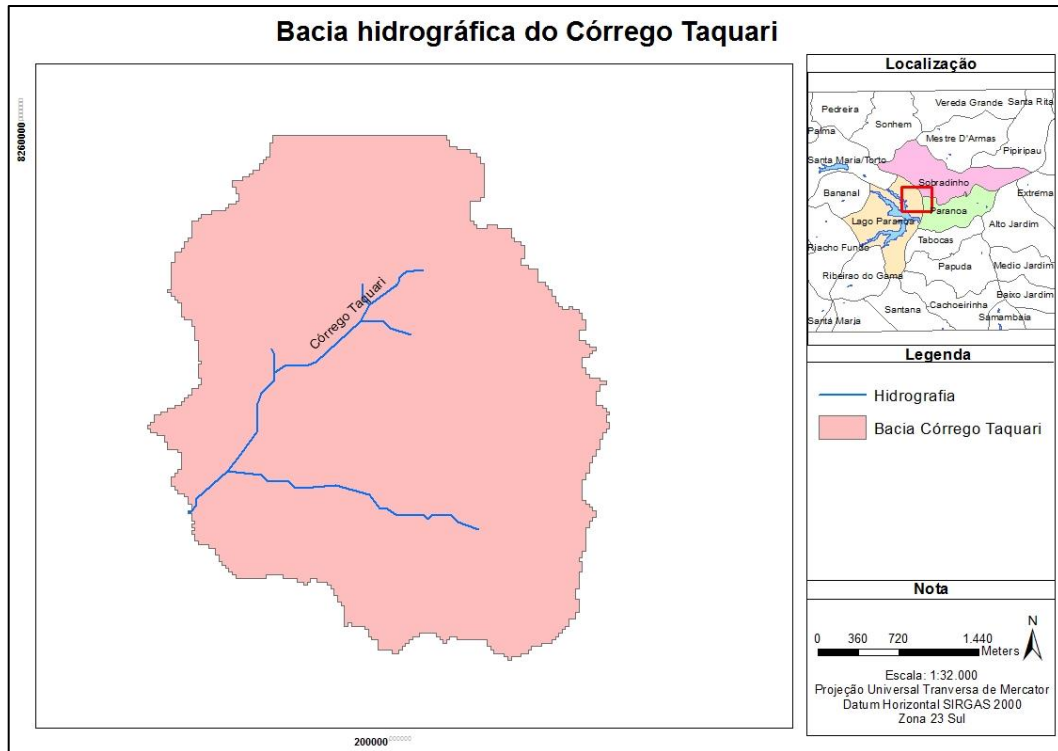 Bacia hidrográfica do Córrego Taquari
8260000
000000
Córrego Taquari
200000
000000
Localização
Pedreira
Vereda Grande
Santa Rita
Sonhem
Palma
Mestre D'Armas
Pipiripau
Santa Maria/Torto
Sobradinho
Bananal
Extrema
Paranoa
Lago Paranoa
Alto Jardim
Riacho Fundo
Tabocas
Papuda
Medio Jardim
Ribeirao do Gama
Baixo Jardim
Cachoeirinha
Santana
Santa Maria
Samambaia
Legenda
Hidrografia
Bacia Córrego Taquari
Nota
N
0 360 720 1.440
Meters
Escala: 1:32.000
Projeção Universal Tranversa de Mercator
Datum Horizontal SIRGAS 2000
Zona 23 Sul